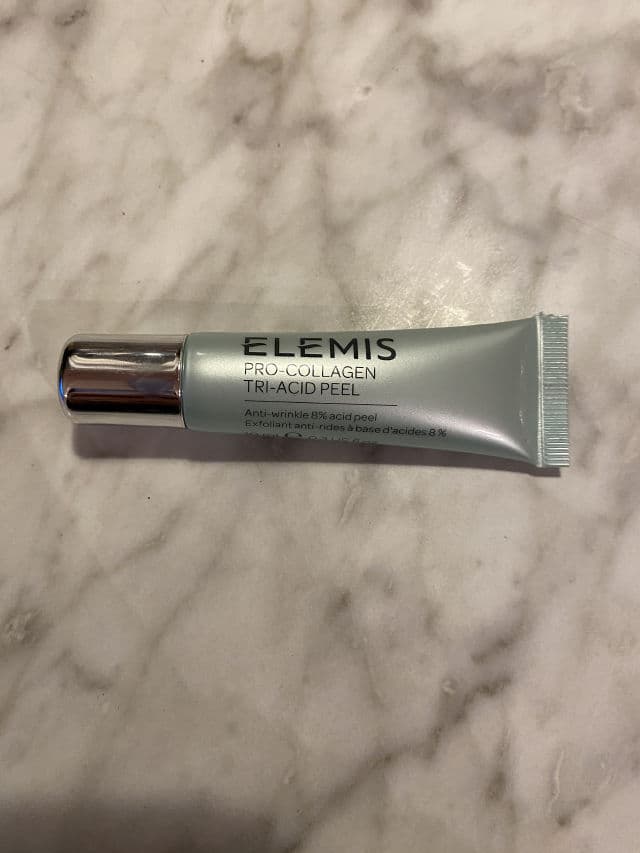 ELEMIS
PRO-COLLAGEN
TRI-ACID PEEL
Anti-wrinkle 8% acid peel
Exfoliant anti-rides à base d'acides 8 %